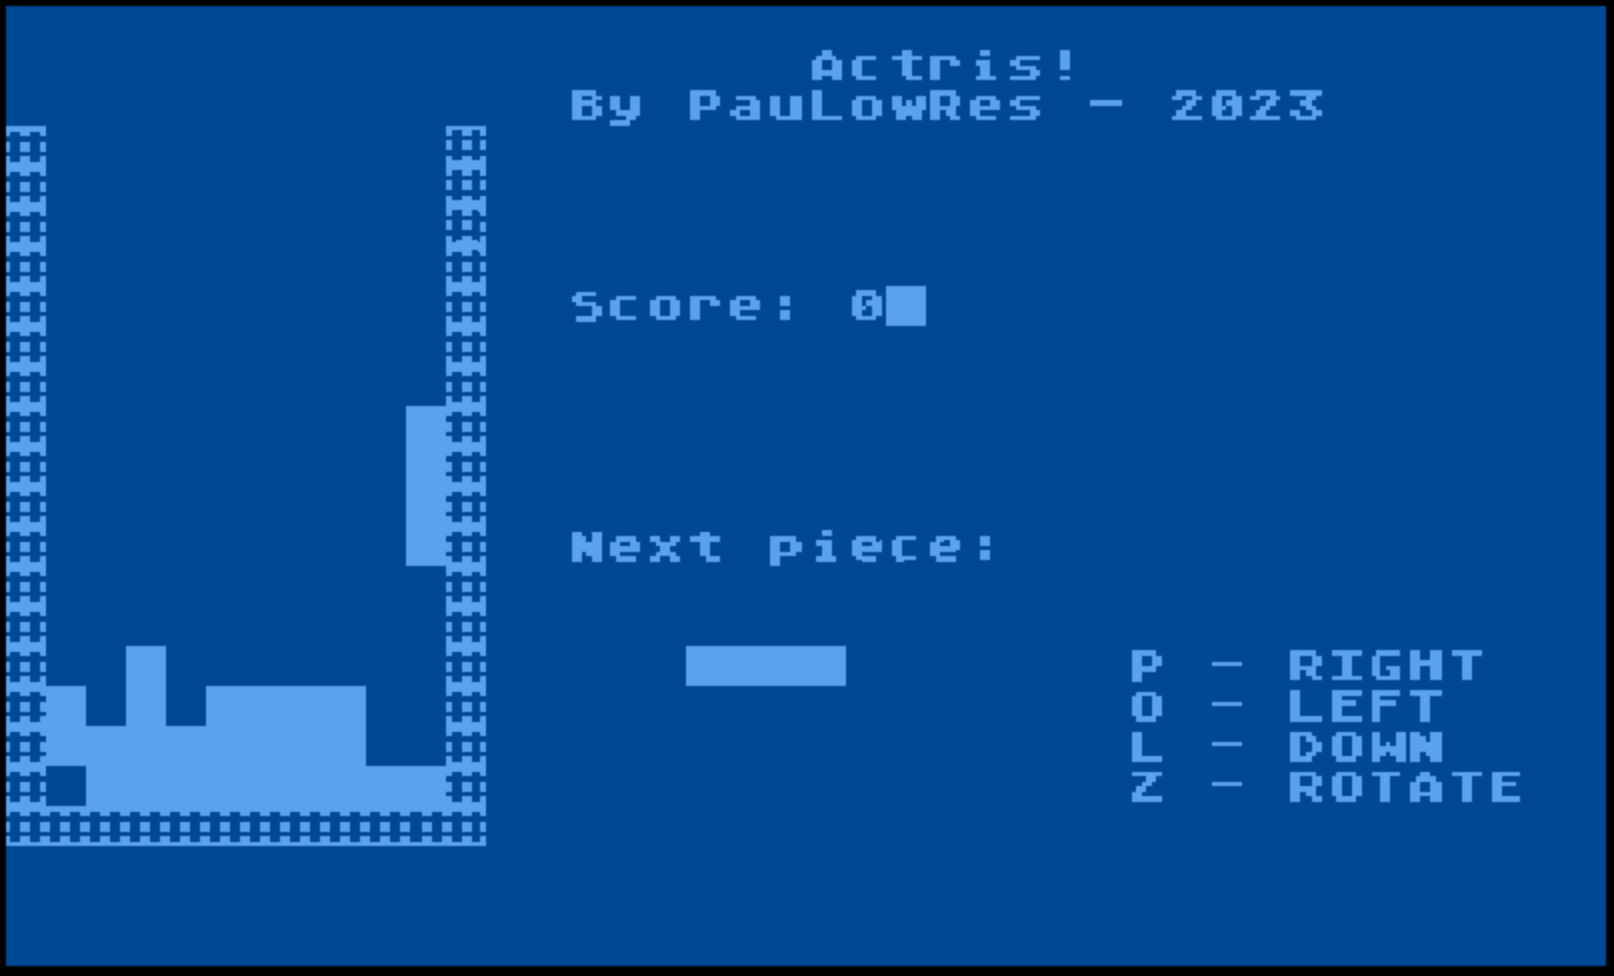 Actris!
By PauLowRes - 2023
Score: 0
Next piece:
P - RIGHT
O - LEFT
L - DOWN
Z - ROTATE